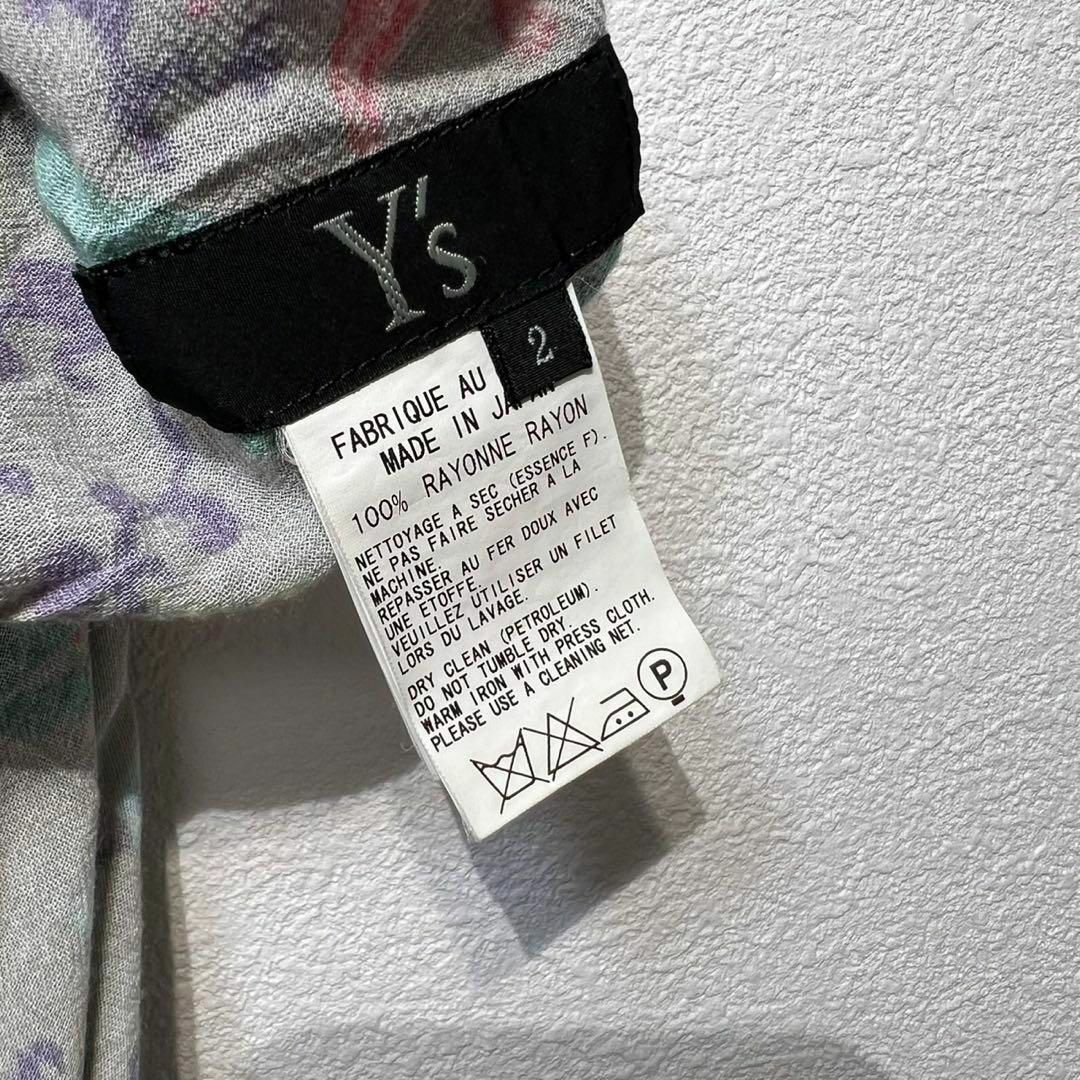 Y's
2
FABRIQUE AU
MADE IN JAPAN
100% RAYONNE RAYON
NETTOYAGE A SEC (ESSENCE F).
NE PAS FAIRE SECHER A LA
MACHINE.
REPASSER AU FER DOUX AVEC
UNE ETOFFE.
VEUILLEZ UTILISER UN FILET
LORS DU LAVAGE.
DRY CLEAN (PETROLEUM).
DO NOT TUMBLE DRY.
WARM IRON WITH PRESS CLOTH.
PLEASE USE A CLEANING NET.
P